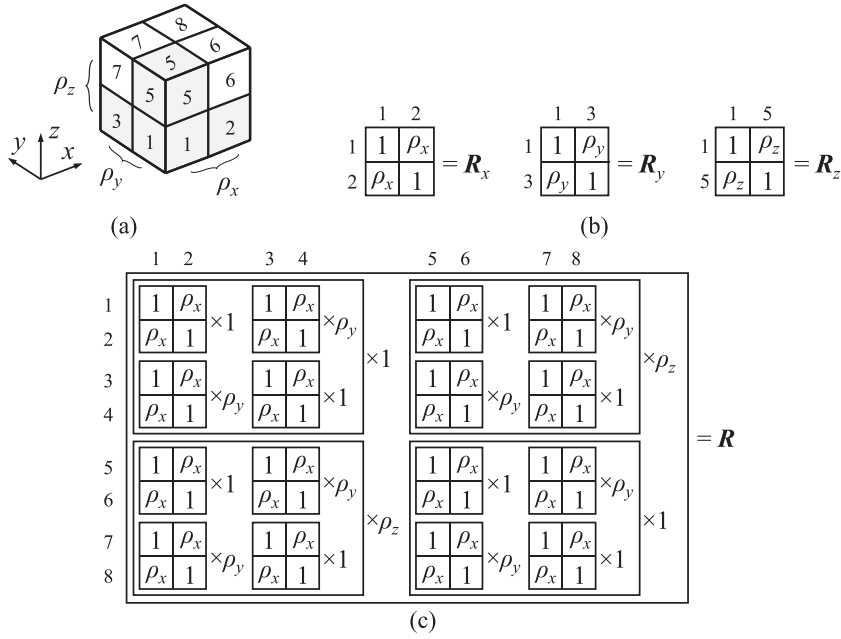 8
7
6
5
7
6
5
5
3
2
1
1
ρz
ρy
ρx
y z x
(a)
1 2
1 1 ρx
2 ρx 1
= Rx
1 3
1 1 ρy
3 ρy 1
= Ry
1 5
1 1 ρz
5 ρz 1
= Rz
(b)
1 2 3 4 5 6 7 8
1 1 ρx 1 ρx 1 ρx 1 ρx
×1 ×ρy ×1 ×ρy
2 ρx 1 ρx 1 ρx 1 ρx 1
×1 ×ρz
3 1 ρx 1 ρx 1 ρx 1 ρx
×ρy ×1 ×ρy ×1
4 ρx 1 ρx 1 ρx 1 ρx 1
= R
5 1 ρx 1 ρx 1 ρx 1 ρx
×1 ×ρy ×1 ×ρy
6 ρx 1 ρx 1 ρx 1 ρx 1
×ρz ×1
7 1 ρx 1 ρx 1 ρx 1 ρx
×ρy ×1 ×ρy ×1
8 ρx 1 ρx 1 ρx 1 ρx 1
(c)